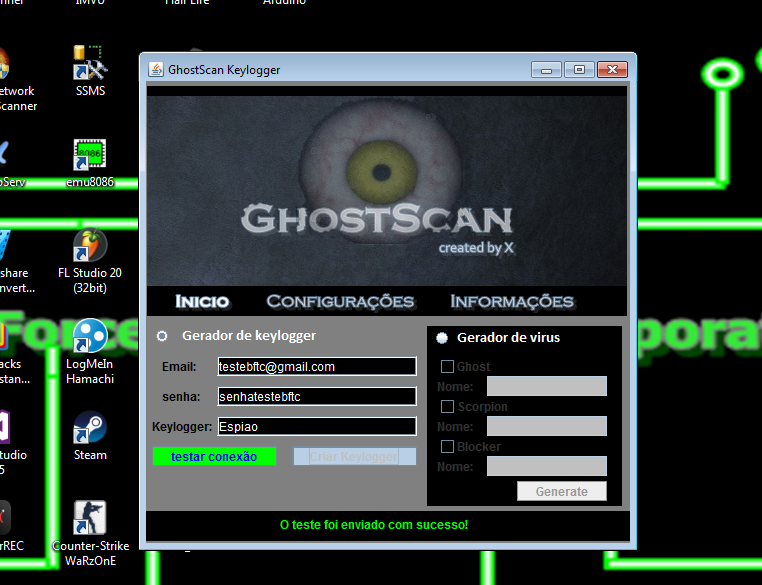 IMVU
Half Life
Arduino
GhostScan Keylogger
SSMS
etwork
Scanner
GhostScan
created by X
emu8086
Inicio
Configurações
Informações
FL Studio 20
(32bit)
share
nvert...
Gerador de keylogger
Gerador de virus
Force
porat
Email:
testebftc@gmail.com
Ghost
Nome:
senha:
senhatestebftc
Scorpion
Nome:
Keylogger:
Espiao
Blocker
Nome:
testar conexão
Criar Keylogger
Generate
O teste foi enviado com sucesso!
LogMeIn
Hamachi
acks
stan...
Steam
tudio
5
rREC
Counter-Strike
WaRzOnE